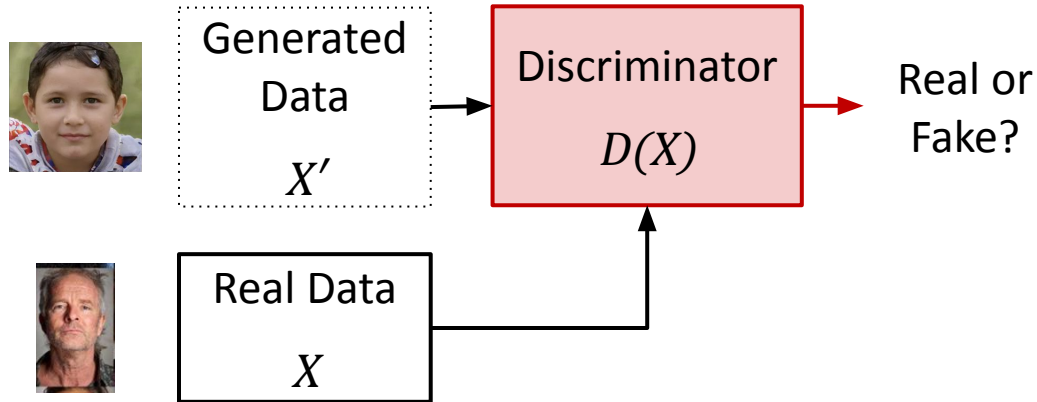 Generated
Data
X′
Discriminator
D(X)
Real or
Fake?
Real Data
X